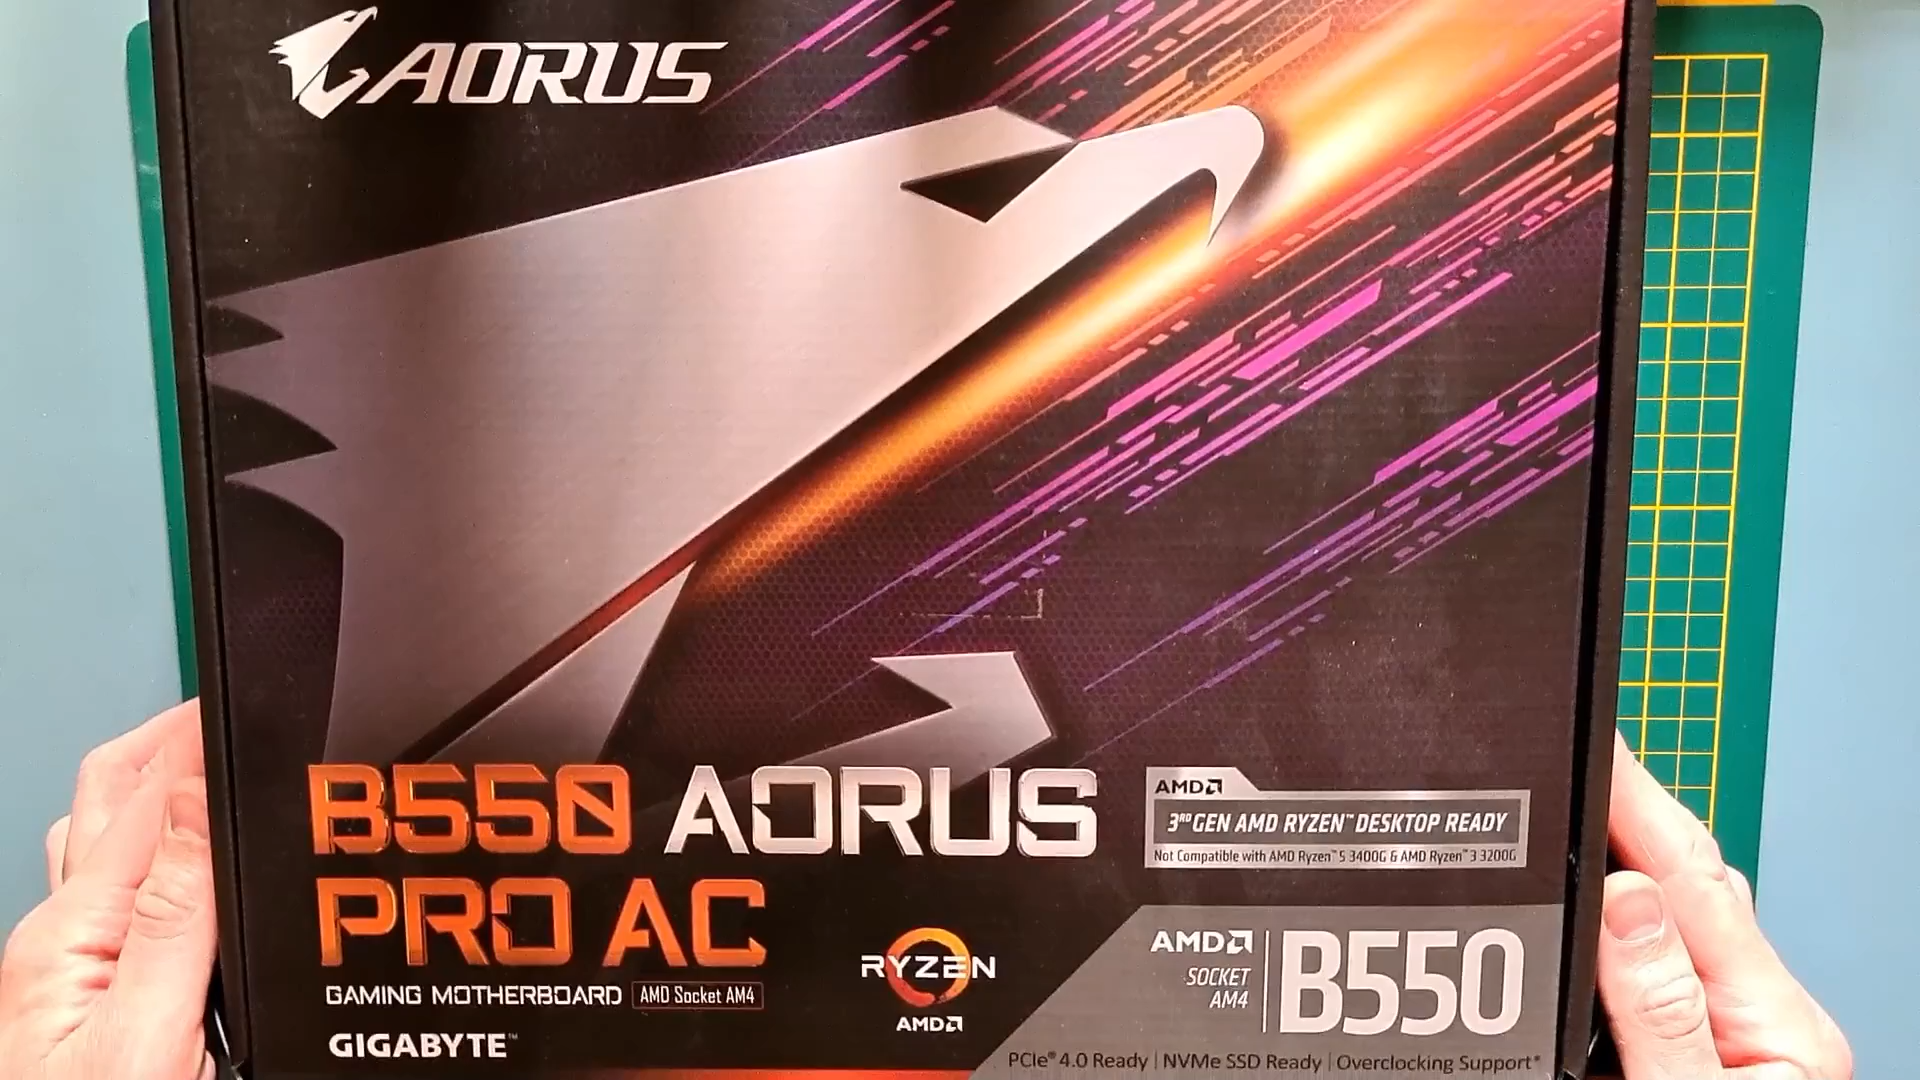 AORUS
B550 AORUS
PRO AC
GAMING MOTHERBOARD AMD Socket AM4
GIGABYTE™
RYZEN
AMD
AMD
3RD GEN AMD RYZEN™ DESKTOP READY
Not Compatible with AMD Ryzen™ 5 3400G & AMD Ryzen™ 3 3200G
AMD
SOCKET
AM4
B550
PCIe® 4.0 Ready | NVMe SSD Ready | Overclocking Support*